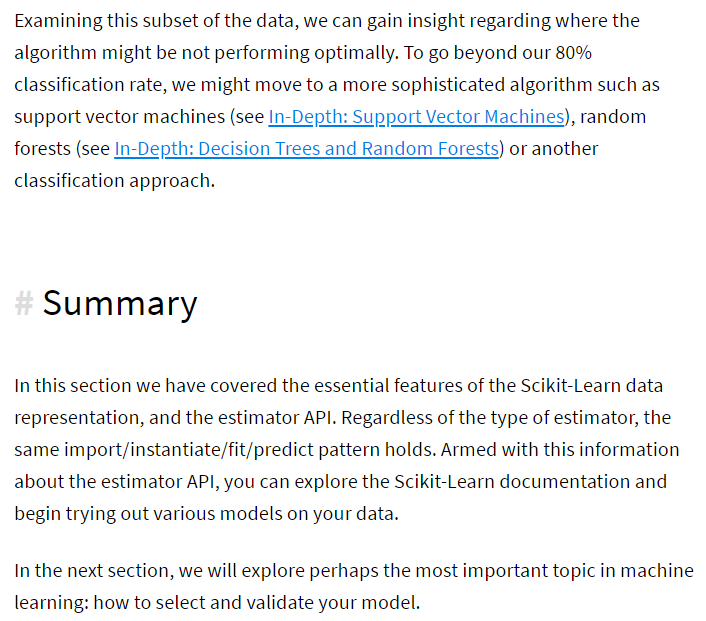 Examining this subset of the data, we can gain insight regarding where the
algorithm might be not performing optimally. To go beyond our 80%
classification rate, we might move to a more sophisticated algorithm such as
support vector machines (see In-Depth: Support Vector Machines), random
forests (see In-Depth: Decision Trees and Random Forests) or another
classification approach.
# Summary
In this section we have covered the essential features of the Scikit-Learn data
representation, and the estimator API. Regardless of the type of estimator, the
same import/instantiate/fit/predict pattern holds. Armed with this information
about the estimator API, you can explore the Scikit-Learn documentation and
begin trying out various models on your data.
In the next section, we will explore perhaps the most important topic in machine
learning: how to select and validate your model.